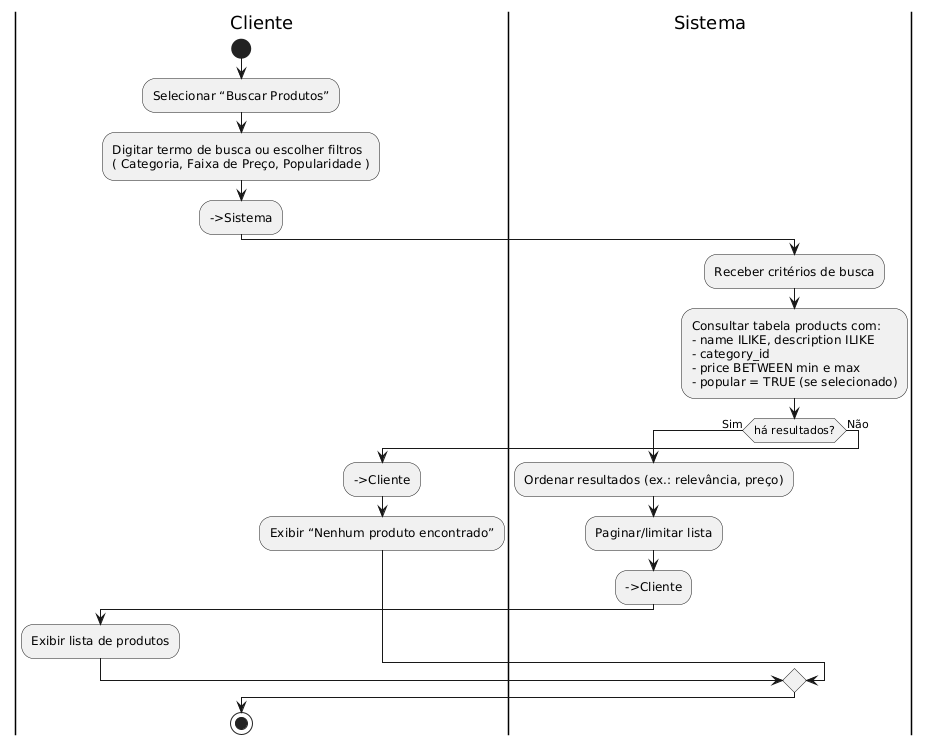 Cliente
Sistema
Selecionar “Buscar Produtos”
Digitar termo de busca ou escolher filtros
( Categoria, Faixa de Preço, Popularidade )
->Sistema
Receber critérios de busca
Consultar tabela products com:
- name ILIKE, description ILIKE
- category_id
- price BETWEEN min e max
- popular = TRUE (se selecionado)
Sim
há resultados?
Não
->Cliente
Ordenar resultados (ex.: relevância, preço)
Exibir “Nenhum produto encontrado”
Paginar/limitar lista
->Cliente
Exibir lista de produtos